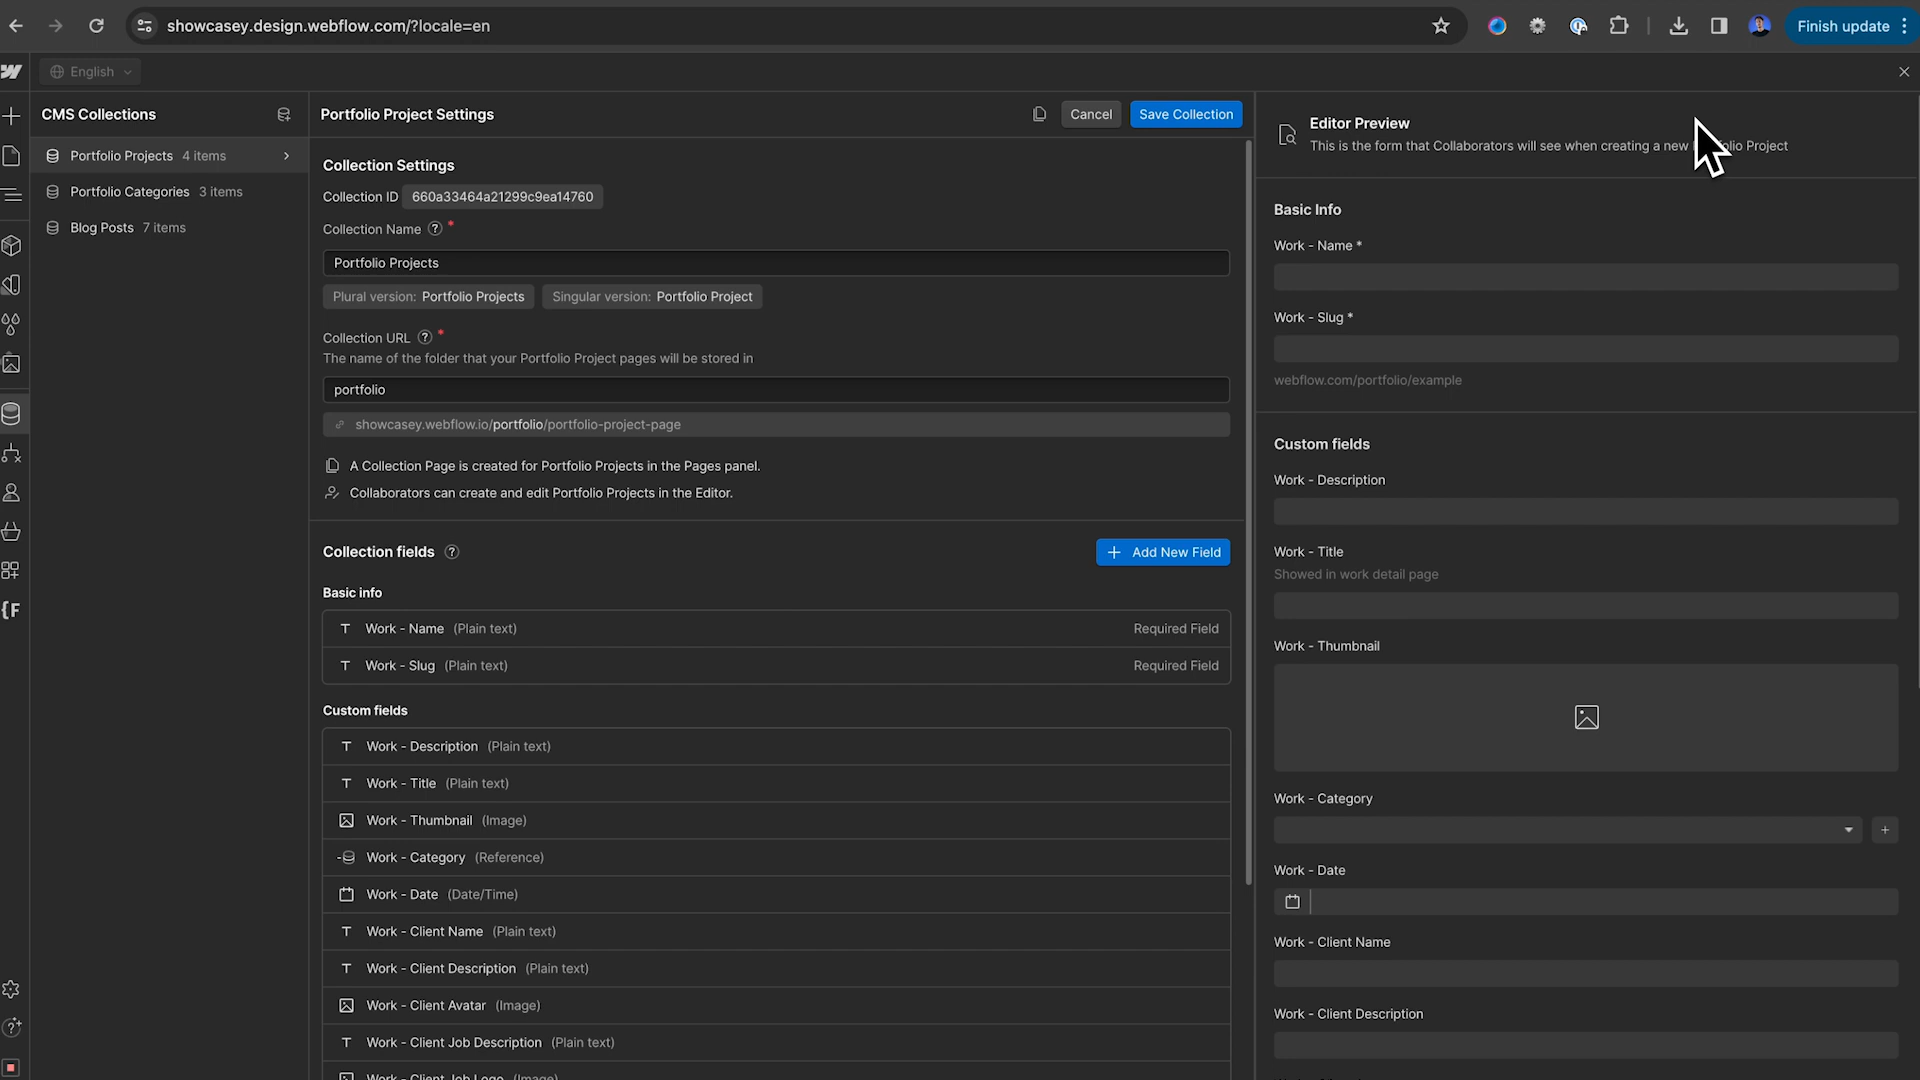 showcasey.design.webflow.com/?locale=en
Finish update
English
CMS Collections
Portfolio Projects 4 items
Portfolio Categories 3 items
Blog Posts 7 items
Portfolio Project Settings
Cancel
Save Collection
Collection Settings
Collection ID 660a33464a21299c9ea14760
Collection Name ? *
Portfolio Projects
Plural version: Portfolio Projects
Singular version: Portfolio Project
Collection URL ? *
The name of the folder that your Portfolio Project pages will be stored in
portfolio
showcasey.webflow.io/portfolio/portfolio-project-page
A Collection Page is created for Portfolio Projects in the Pages panel.
Collaborators can create and edit Portfolio Projects in the Editor.
Collection fields ?
+ Add New Field
Basic info
T Work - Name (Plain text) Required Field
T Work - Slug (Plain text) Required Field
Custom fields
T Work - Description (Plain text)
T Work - Title (Plain text)
Work - Thumbnail (Image)
Work - Category (Reference)
Work - Date (Date/Time)
T Work - Client Name (Plain text)
T Work - Client Description (Plain text)
Work - Client Avatar (Image)
T Work - Client Job Description (Plain text)
Work - Client Job Logo (Image)
Editor Preview
This is the form that Collaborators will see when creating a new Project
Basic Info
Work - Name *
Work - Slug *
webflow.com/portfolio/example
Custom fields
Work - Description
Work - Title
Showed in work detail page
Work - Thumbnail
Work - Category
+
Work - Date
Work - Client Name
Work - Client Description
{F